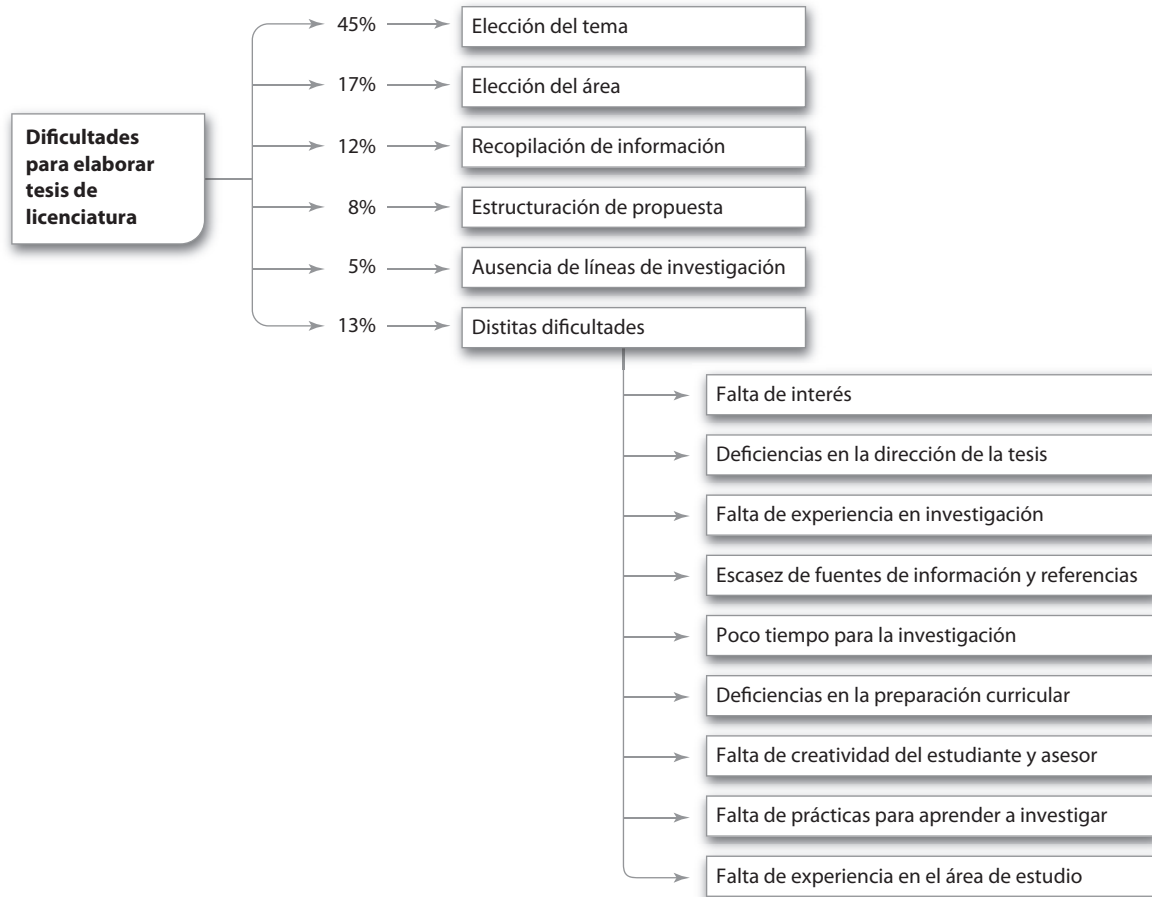 Dificultades
para elaborar
tesis de
licenciatura
45% Elección del tema
17% Elección del área
12% Recopilación de información
8% Estructuración de propuesta
5% Ausencia de líneas de investigación
13% Distitas dificultades
Falta de interés
Deficiencias en la dirección de la tesis
Falta de experiencia en investigación
Escasez de fuentes de información y referencias
Poco tiempo para la investigación
Deficiencias en la preparación curricular
Falta de creatividad del estudiante y asesor
Falta de prácticas para aprender a investigar
Falta de experiencia en el área de estudio